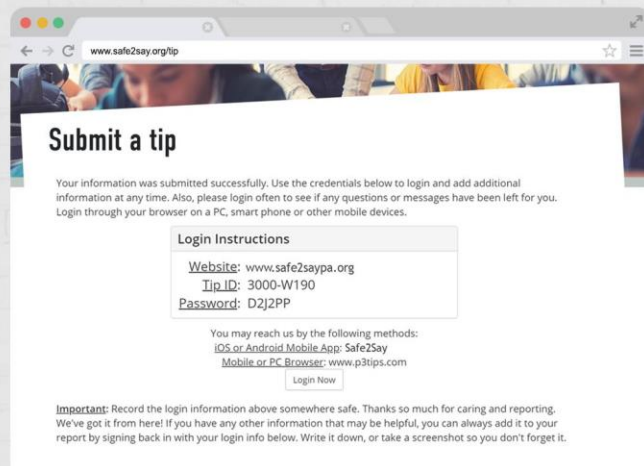 www.safe2say.org/tip
Submit a tip
Your information was submitted successfully. Use the credentials below to login and add additional
information at any time. Also, please login often to see if any questions or messages have been left for you.
Login through your browser on a PC, smart phone or other mobile devices.
Login Instructions
Website: www.safe2saypa.org
Tip ID: 3000-W190
Password: D2J2PP
You may reach us by the following methods:
iOS or Android Mobile App: Safe2Say
Mobile or PC Browser: www.p3tips.com
Login Now
Important: Record the login information above somewhere safe. Thanks so much for caring and reporting.
We've got it from here! If you have any other information that may be helpful, you can always add it to your
report by signing back in with your login info below. Write it down, or take a screenshot so you don't forget it.